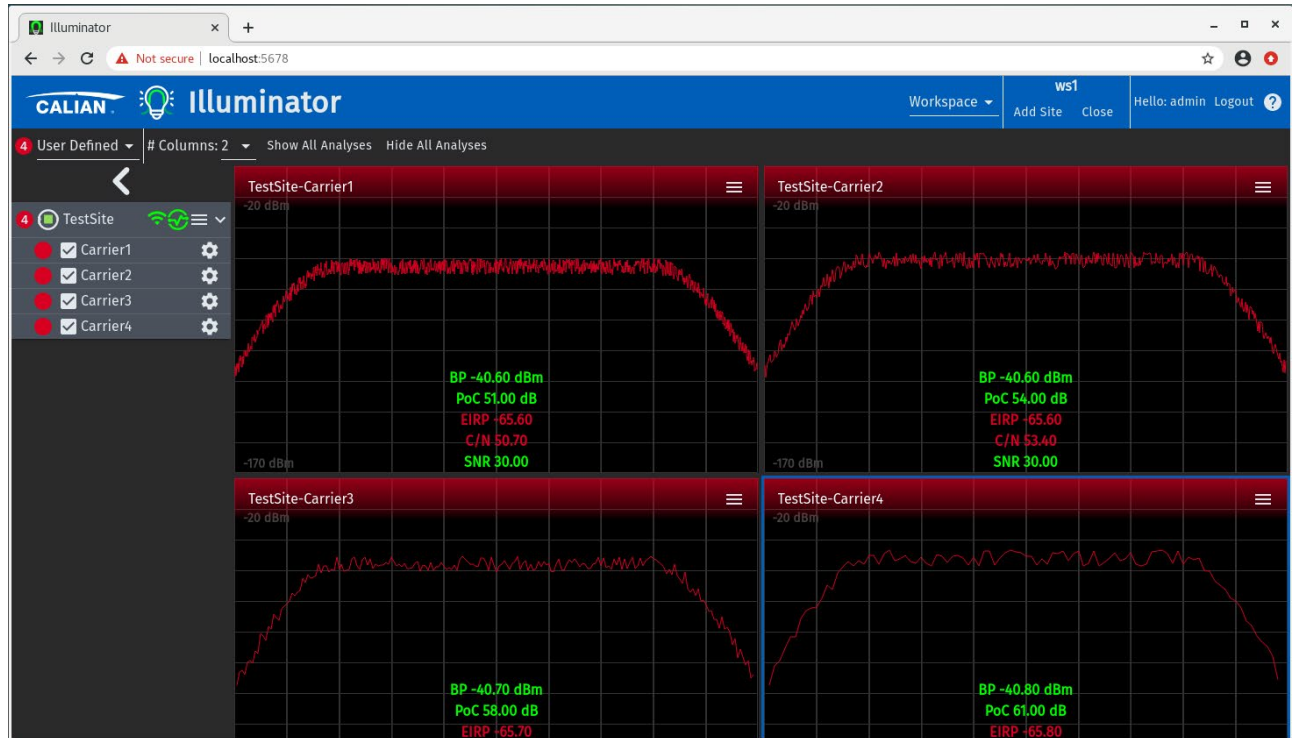 Illuminator
Not secure | localhost:5678
CALIAN Illuminator
Workspace
ws1
Add Site Close
Hello: admin Logout ?
4 User Defined # Columns: 2 Show All Analyses Hide All Analyses
4 TestSite
Carrier1
Carrier2
Carrier3
Carrier4
TestSite-Carrier1
-20 dBm
BP -40.60 dBm
PoC 51.00 dB
EIRP -65.60
C/N 50.70
SNR 30.00
-170 dBm
TestSite-Carrier2
-20 dBm
BP -40.60 dBm
PoC 54.00 dB
EIRP -65.60
C/N 53.40
SNR 30.00
-170 dBm
TestSite-Carrier3
-20 dBm
BP -40.70 dBm
PoC 58.00 dB
EIRP -65.70
TestSite-Carrier4
-20 dBm
BP -40.80 dBm
PoC 61.00 dB
EIRP -65.80